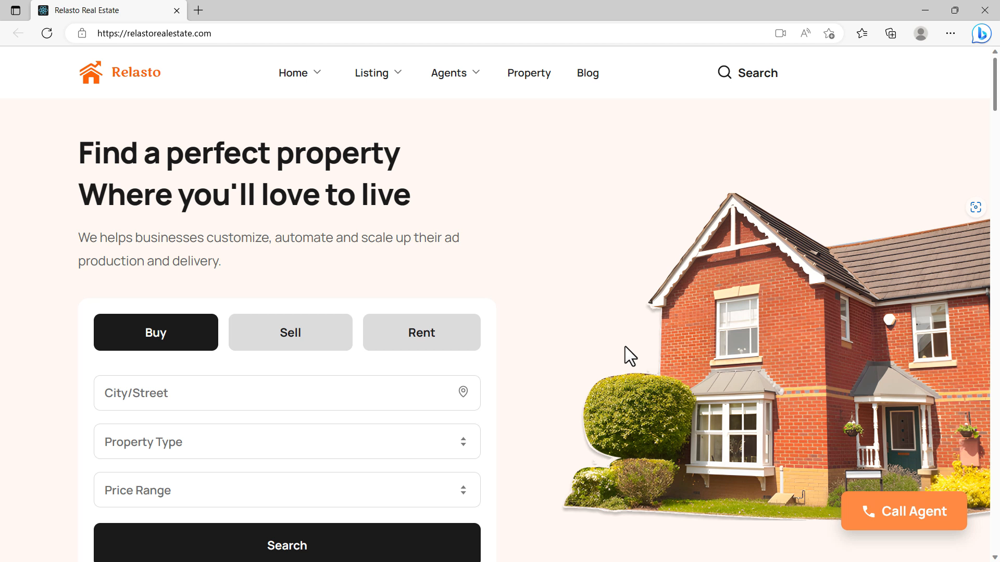 Relasto Real Estate
https://relastorealestate.com
Relasto
Home
Listing
Agents
Property
Blog
Search
Find a perfect property
Where you'll love to live
We helps businesses customize, automate and scale up their ad
production and delivery.
Buy
Sell
Rent
City/Street
Property Type
Price Range
Search
Call Agent